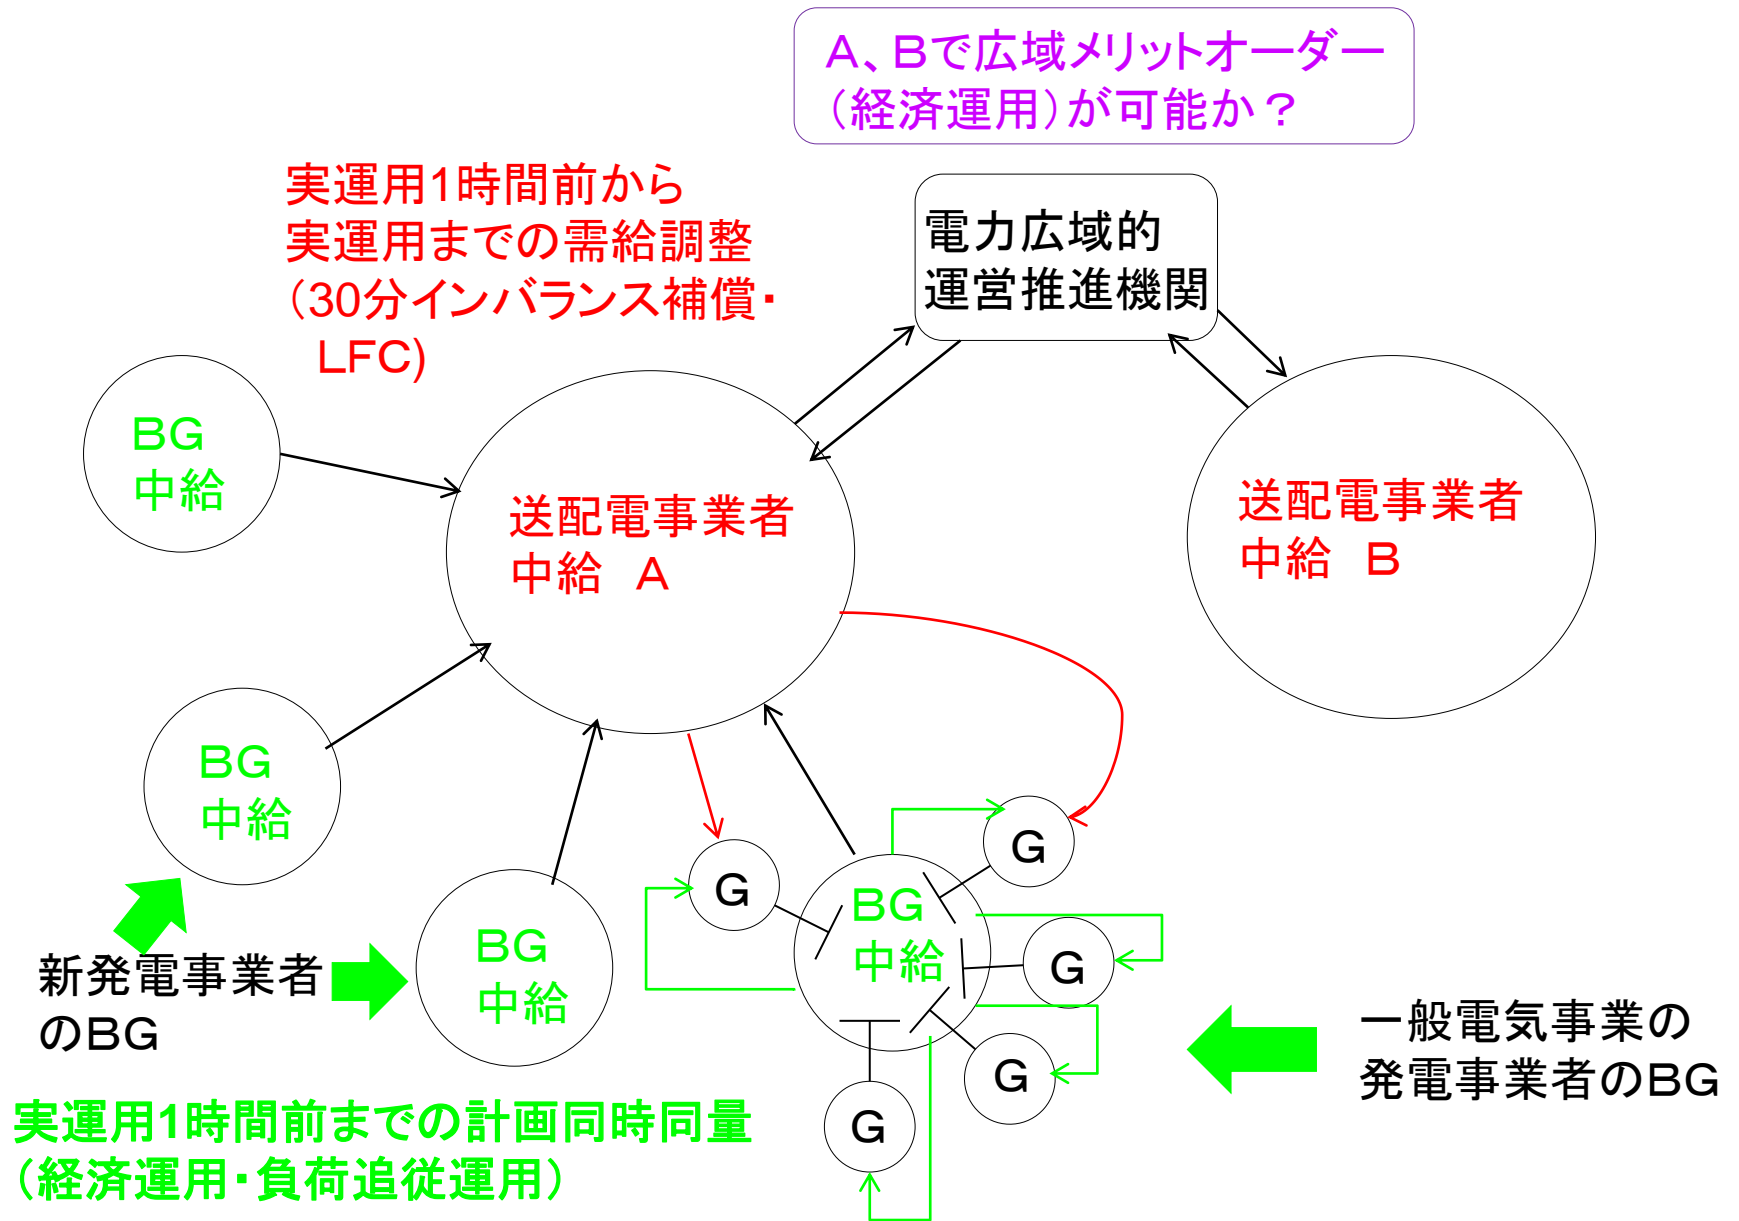 A、Bで広域メリットオーダー
（経済運用）が可能か？
実運用1時間前から
実運用までの需給調整
（30分インバランス補償・
LFC)
電力広域的
運営推進機関
BG
中給
送配電事業者
中給　A
送配電事業者
中給　B
BG
中給
BG
中給
BG
中給
G
G
G
G
G
新発電事業者
のBG
一般電気事業の
発電事業者のBG
実運用1時間前までの計画同時同量
（経済運用・負荷追従運用）